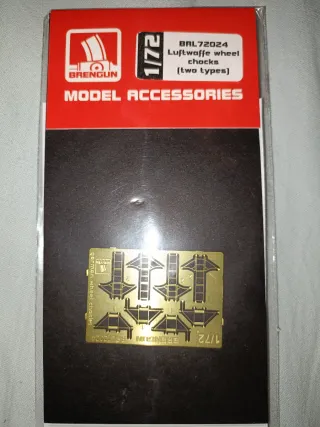 BRENGUN
1/72
BRL72024
Luftwaffe wheel
chocks
(two types)
MODEL ACCESSORIES
1/72